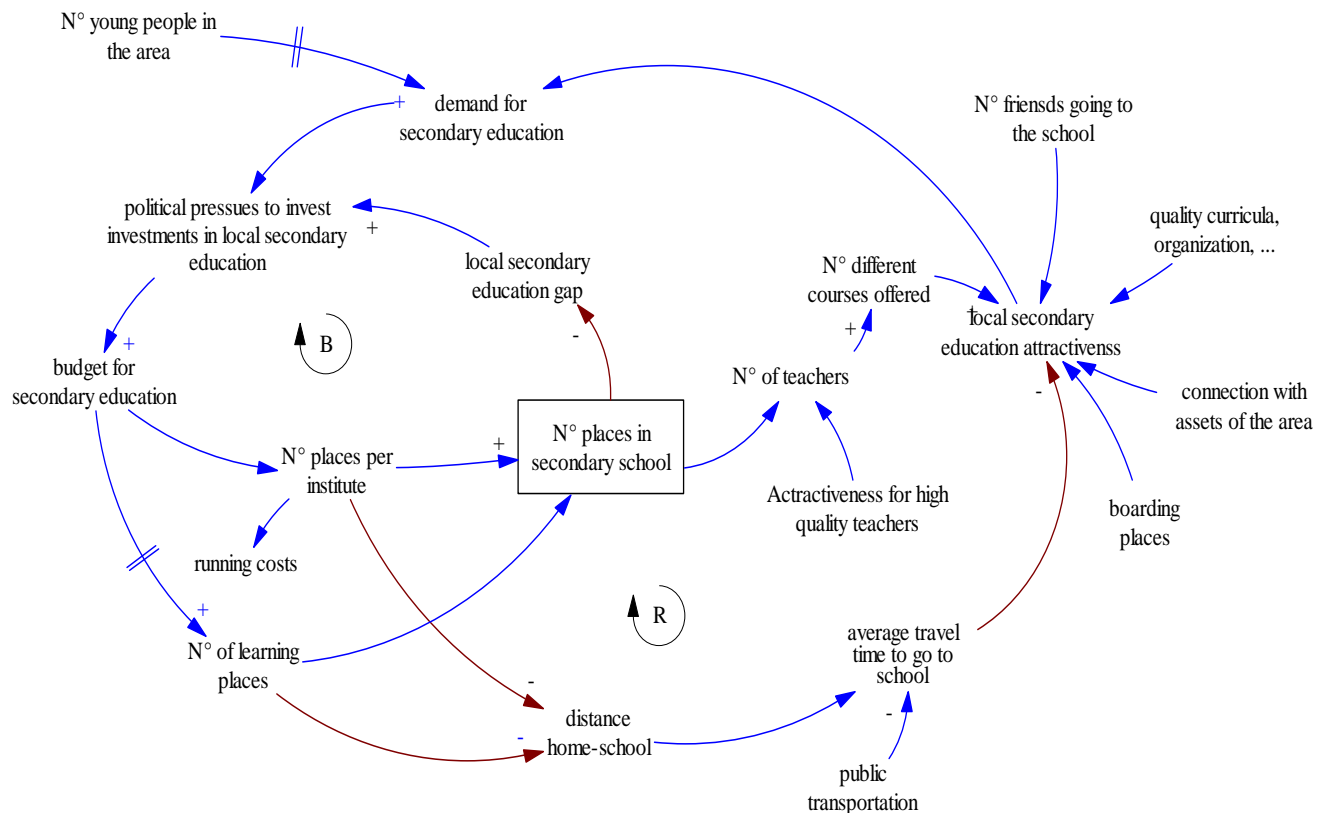 N° young people in
the area
+
demand for
secondary education
N° friensds going to
the school
political pressues to invest
investments in local secondary
education
+
quality curricula,
organization, ...
local secondary
education gap
N° different
courses offered
+
local secondary
education attractivenss
-
+
B
+
budget for
secondary education
N° of teachers
-
connection with
assets of the area
N° places per
institute
+
N° places in
secondary school
Actractiveness for high
quality teachers
boarding
places
running costs
+
R
N° of learning
places
average travel
time to go to
school
-
-
distance
home-school
-
public
transportation